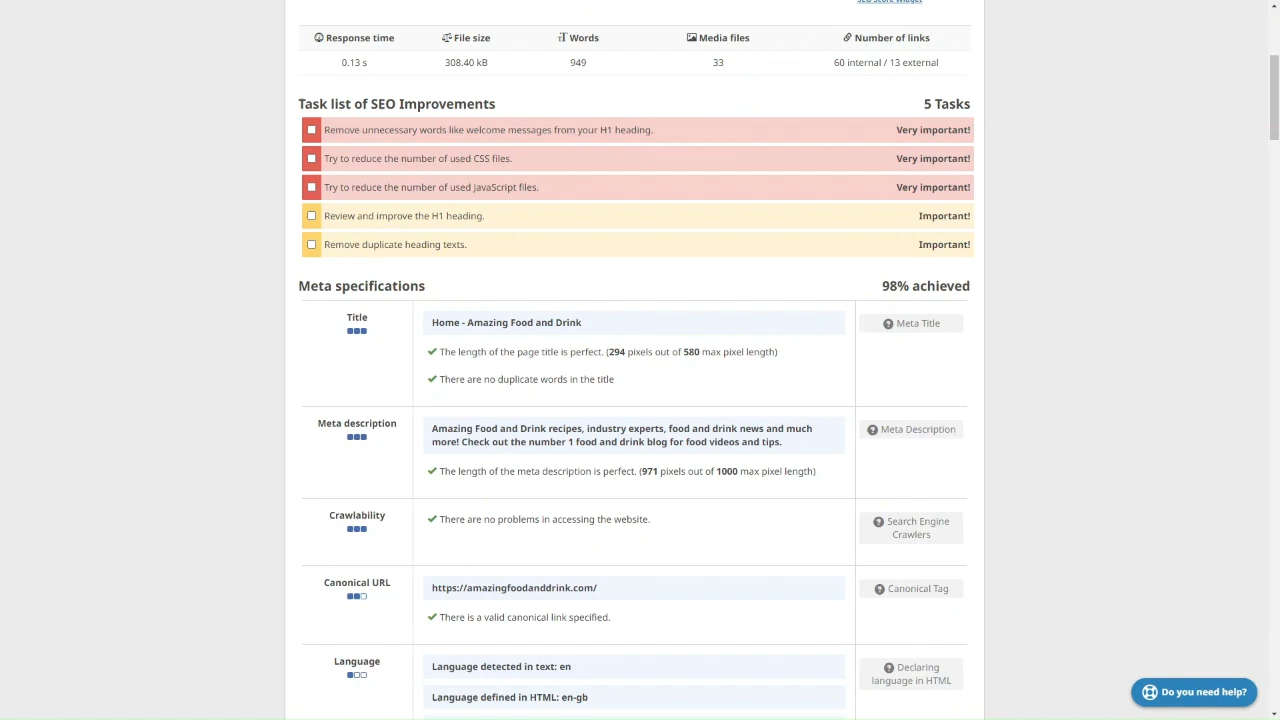 SEO Score Widget
Response time File size Words Media files Number of links
0.13 s 308.40 kB 949 33 60 internal / 13 external
Task list of SEO Improvements 5 Tasks
Remove unnecessary words like welcome messages from your H1 heading. Very important!
Try to reduce the number of used CSS files. Very important!
Try to reduce the number of used JavaScript files. Very important!
Review and improve the H1 heading. Important!
Remove duplicate heading texts. Important!
Meta specifications 98% achieved
Title
Home - Amazing Food and Drink
Meta Title
The length of the page title is perfect. (294 pixels out of 580 max pixel length)
There are no duplicate words in the title
Meta description
Amazing Food and Drink recipes, industry experts, food and drink news and much
more! Check out the number 1 food and drink blog for food videos and tips.
Meta Description
The length of the meta description is perfect. (971 pixels out of 1000 max pixel length)
Crawlability
There are no problems in accessing the website.
Search Engine
Crawlers
Canonical URL
https://amazingfoodanddrink.com/
Canonical Tag
There is a valid canonical link specified.
Language
Language detected in text: en
Declaring
language in HTML
Language defined in HTML: en-gb
Do you need help?